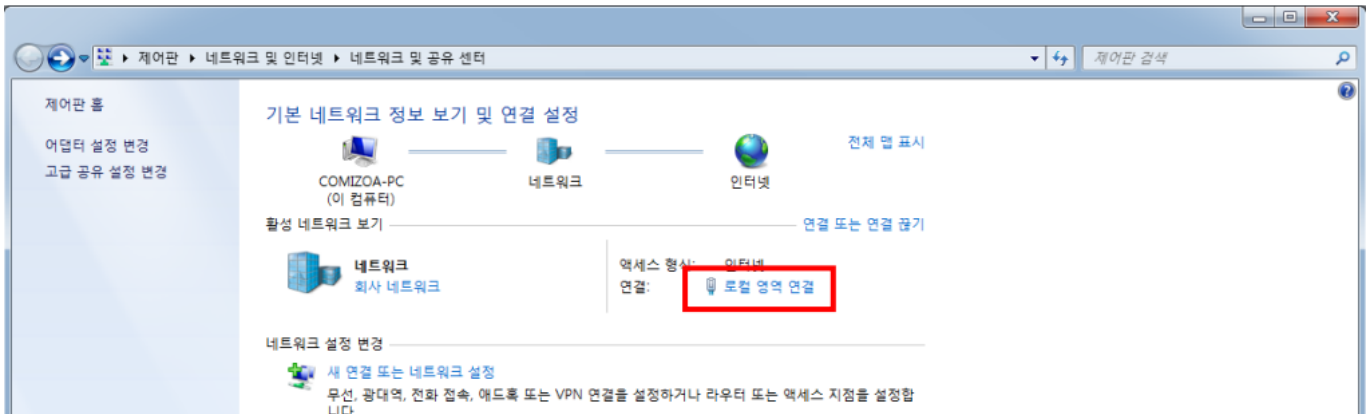 제어판 ▸ 네트워크 및 인터넷 ▸ 네트워크 및 공유 센터
제어판 검색
제어판 홈
어댑터 설정 변경
고급 공유 설정 변경
기본 네트워크 정보 보기 및 연결 설정
전체 맵 표시
COMIZOA-PC
(이 컴퓨터)
네트워크
인터넷
활성 네트워크 보기
연결 또는 연결 끊기
네트워크
회사 네트워크
액세스 형식: 인터넷
연결: 로컬 영역 연결
네트워크 설정 변경
새 연결 또는 네트워크 설정
무선, 광대역, 전화 접속, 애드혹 또는 VPN 연결을 설정하거나 라우터 또는 액세스 지점을 설정합
니다.